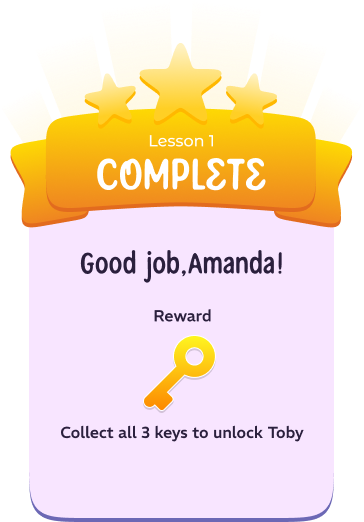 Lesson 1
COMPLETE
Good job,Amanda!
Reward
Collect all 3 keys to unlock Toby